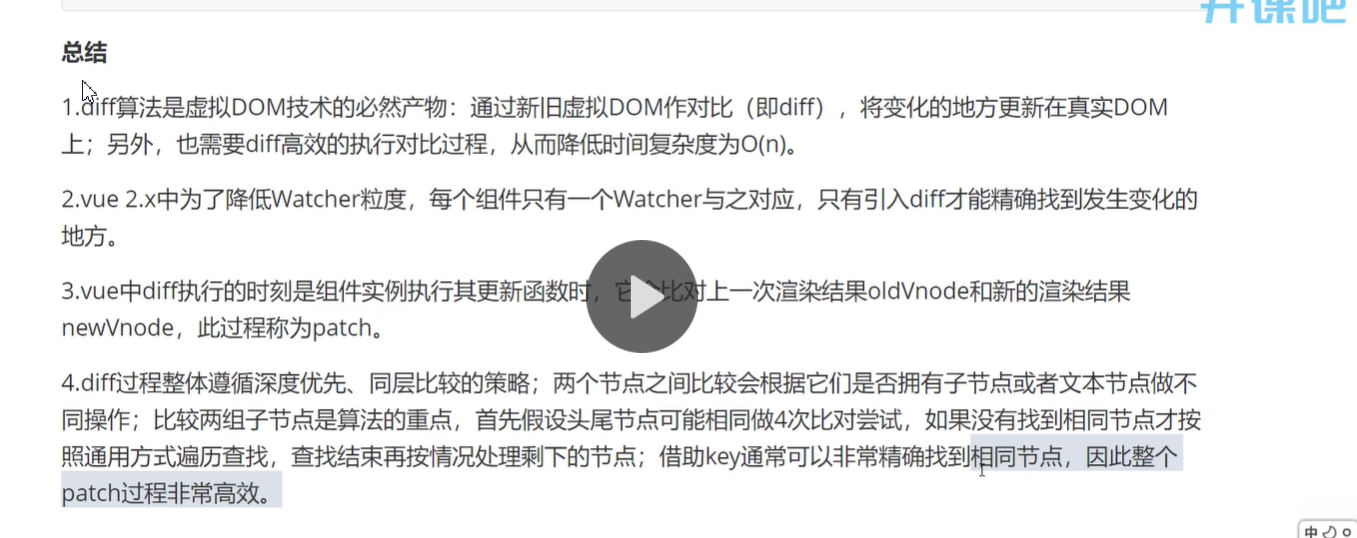 开课吧
总结
1.diff算法是虚拟DOM技术的必然产物：通过新旧虚拟DOM作对比（即diff），将变化的地方更新在真实DOM
上；另外，也需要diff高效的执行对比过程，从而降低时间复杂度为O(n)。
2.vue 2.x中为了降低Watcher粒度，每个组件只有一个Watcher与之对应，只有引入diff才能精确找到发生变化的
地方。
3.vue中diff执行的时刻是组件实例执行其更新函数时，它会比对上一次渲染结果oldVnode和新的渲染结果
newVnode，此过程称为patch。
4.diff过程整体遵循深度优先、同层比较的策略；两个节点之间比较会根据它们是否拥有子节点或者文本节点做不
同操作；比较两组子节点是算法的重点，首先假设头尾节点可能相同做4次比对尝试，如果没有找到相同节点才按
照通用方式遍历查找，查找结束再按情况处理剩下的节点；借助key通常可以非常精确找到相同节点，因此整个
patch过程非常高效。
中